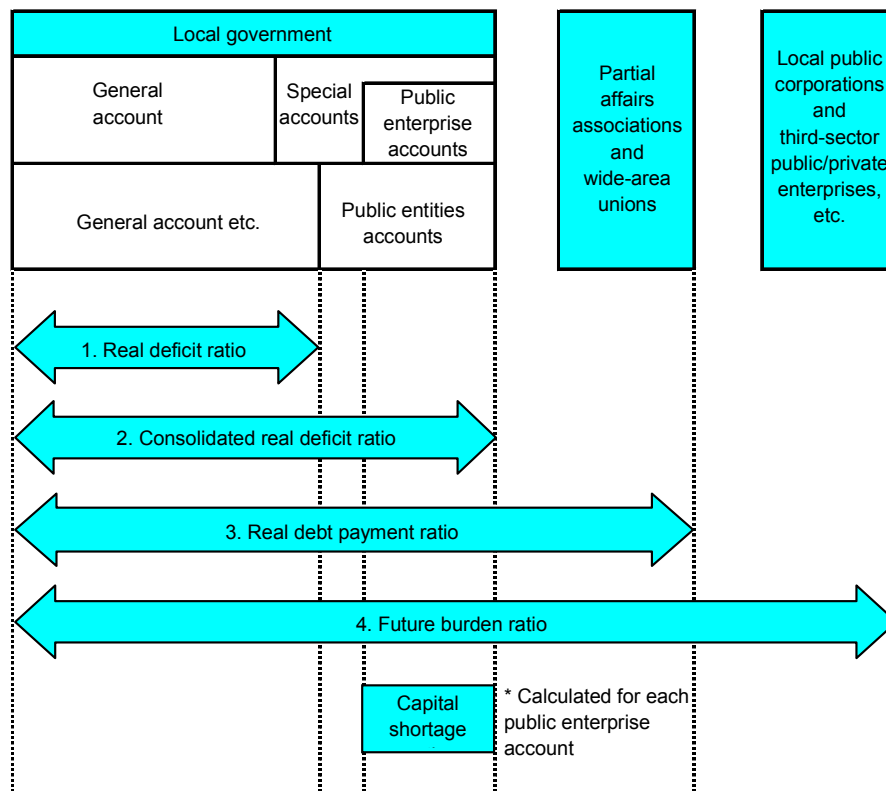 Local government
General
account
Special
accounts
Public
enterprise
accounts
General account etc.
Public entities
accounts
Partial
affairs
associations
and
wide-area
unions
Local public
corporations
and
third-sector
public/private
enterprises,
etc.
1. Real deficit ratio
2. Consolidated real deficit ratio
3. Real debt payment ratio
4. Future burden ratio
Capital
shortage
* Calculated for each
public enterprise
account